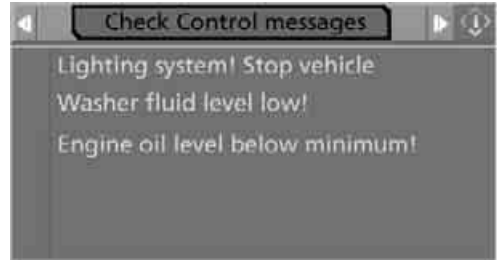 Check Control messages
Lighting system! Stop vehicle
Washer fluid level low!
Engine oil level below minimum!